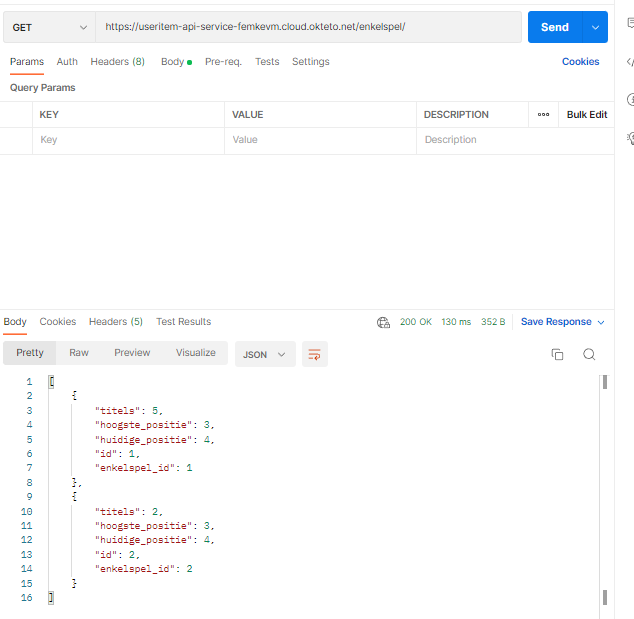 GET https://useritem-api-service-femkevm.cloud.okteto.net/enkelspel/ Send
Params Auth Headers (8) Body Pre-req. Tests Settings Cookies
Query Params
KEY VALUE DESCRIPTION Bulk Edit
Key Value Description
Body Cookies Headers (5) Test Results 200 OK 130 ms 352 B Save Response
Pretty Raw Preview Visualize JSON
1 [
2 {
3 "titels": 5,
4 "hoogste_positie": 3,
5 "huidige_positie": 4,
6 "id": 1,
7 "enkelspel_id": 1
8 },
9 {
10 "titels": 2,
11 "hoogste_positie": 3,
12 "huidige_positie": 4,
13 "id": 2,
14 "enkelspel_id": 2
15 }
16 ]